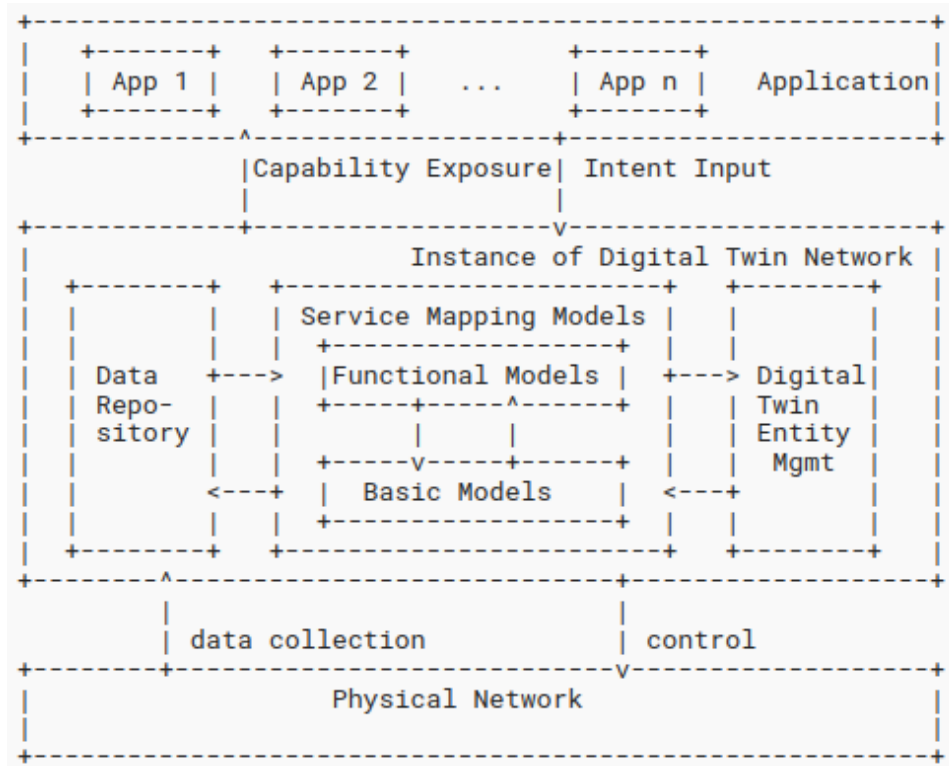 App 1 App 2 ... App n Application
Capability Exposure Intent Input
Instance of Digital Twin Network
Service Mapping Models
Data Functional Models Digital
Repo- Twin
sitory Entity
Mgmt
Basic Models
data collection control
Physical Network